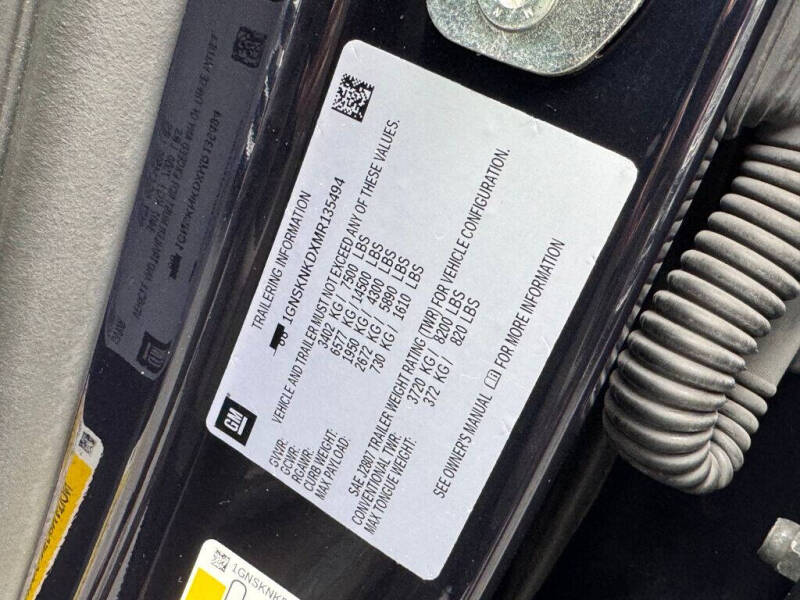 GM
TRAILERING INFORMATION
1GNSKNKDXMR135494
VEHICLE AND TRAILER MUST NOT EXCEED ANY OF THESE VALUES.
GVWR: 3402 KG / 7500 LBS
GCWR: 6577 KG / 14500 LBS
RGAWR: 1950 KG / 4300 LBS
CURB WEIGHT: 2672 KG / 5890 LBS
MAX PAYLOAD: 730 KG / 1610 LBS
SAE J2807 TRAILER WEIGHT RATING (TWR) FOR VEHICLE CONFIGURATION.
CONVENTIONAL TWR: 3720 KG / 8200 LBS
MAX TONGUE WEIGHT: 372 KG / 820 LBS
SEE OWNER'S MANUAL FOR MORE INFORMATION
1GNSKNK